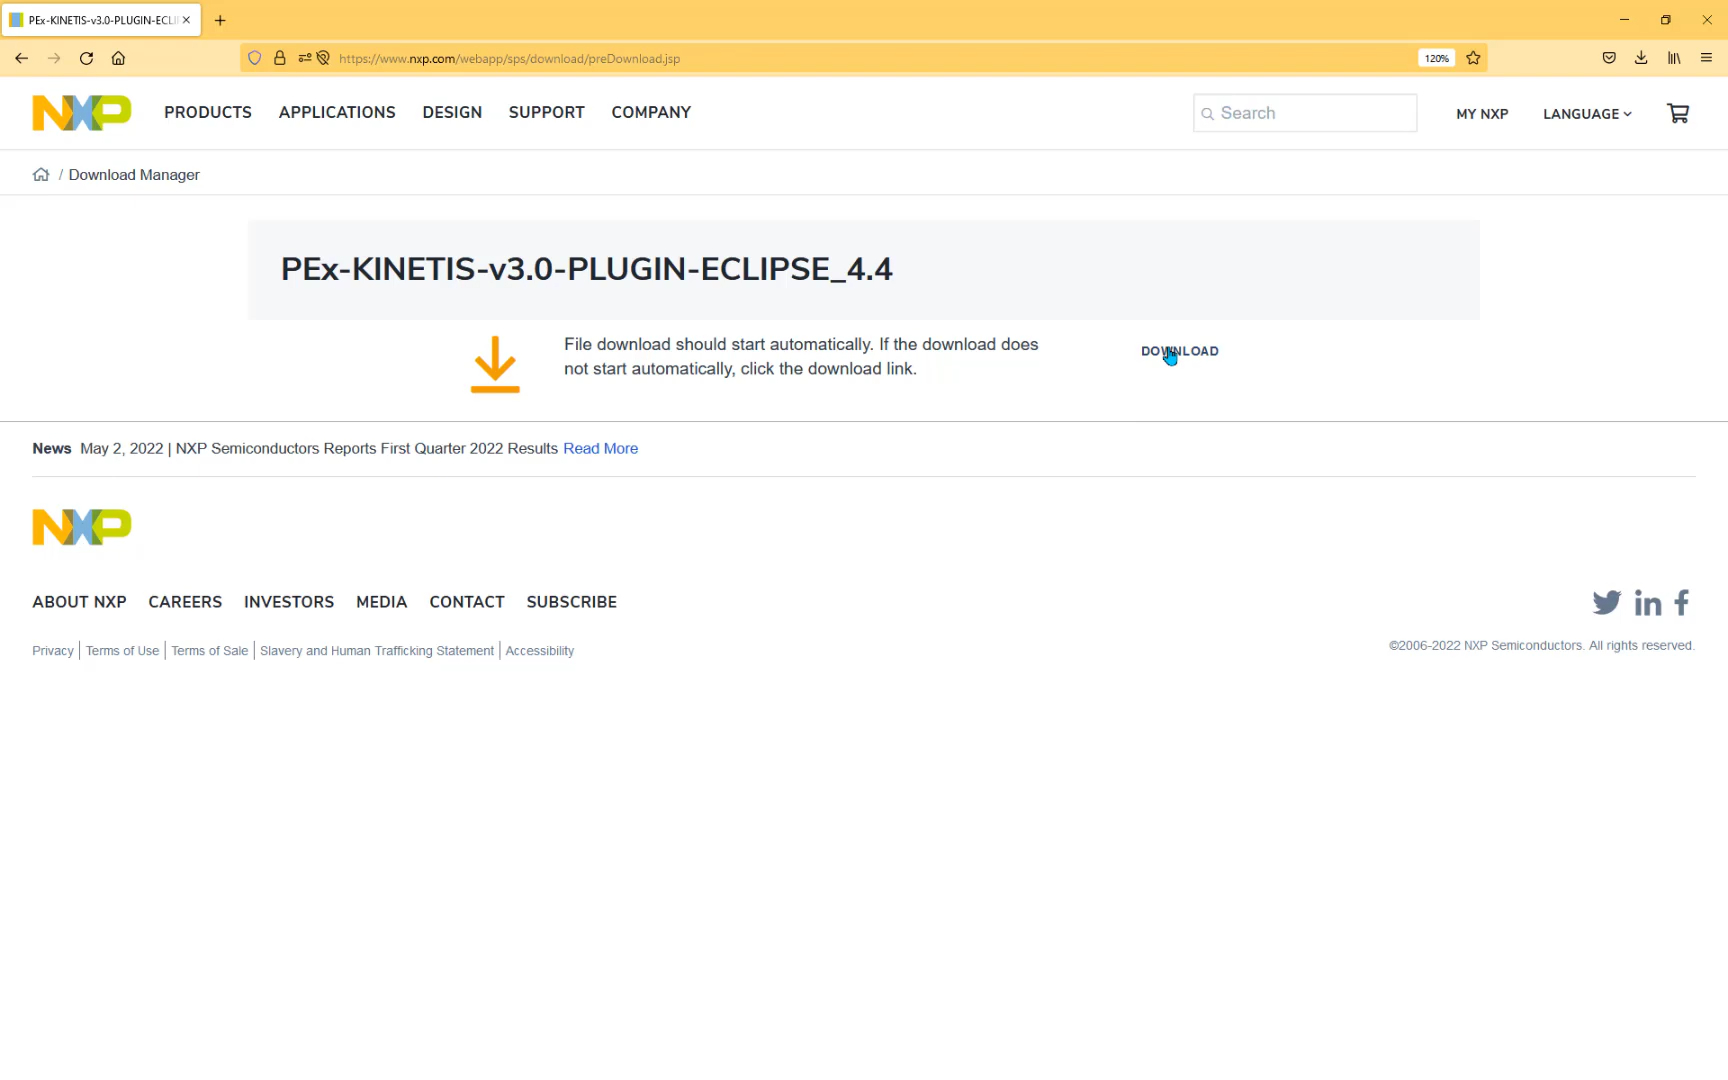 PEx-KINETIS-v3.0-PLUGIN-ECLI
https://www.nxp.com/webapp/sps/download/preDownload.jsp
120%
NXP
PRODUCTS
APPLICATIONS
DESIGN
SUPPORT
COMPANY
Search
MY NXP
LANGUAGE
/ Download Manager
PEx-KINETIS-v3.0-PLUGIN-ECLIPSE_4.4
File download should start automatically. If the download does
not start automatically, click the download link.
DOWNLOAD
News May 2, 2022 | NXP Semiconductors Reports First Quarter 2022 Results Read More
NXP
ABOUT NXP
CAREERS
INVESTORS
MEDIA
CONTACT
SUBSCRIBE
Privacy | Terms of Use | Terms of Sale | Slavery and Human Trafficking Statement | Accessibility
©2006-2022 NXP Semiconductors. All rights reserved.